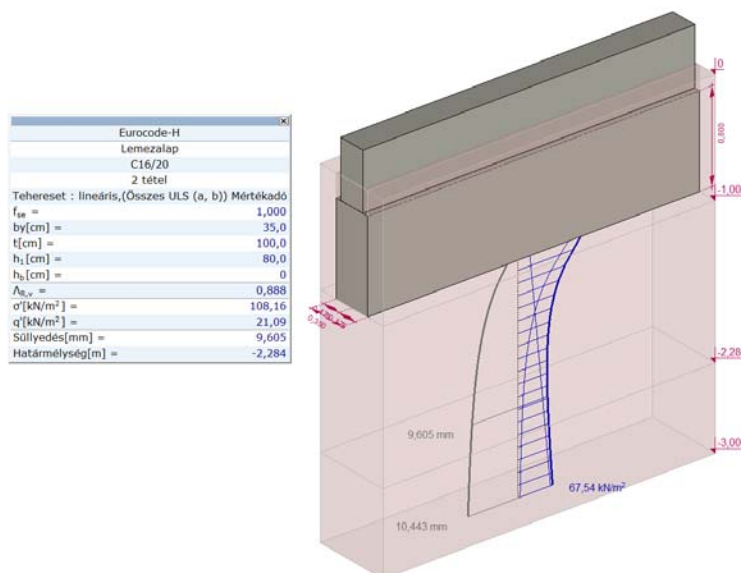 Eurocode-H
Lemezalap
C16/20
2 tétel
Tehereset : lineáris,(Összes ULS (a, b)) Mértékadó
fse = 1,000
by[cm] = 35,0
t[cm] = 100,0
h1[cm] = 80,0
hb[cm] = 0
ΛR,v = 0,888
σ'[kN/m²] = 108,16
q'[kN/m²] = 21,09
Süllyedés[mm] = 9,605
Határmélység[m] = -2,284
0
0,800
-1,00
0,350
-2,28
9,605 mm
-3,00
67,54 kN/m²
10,443 mm